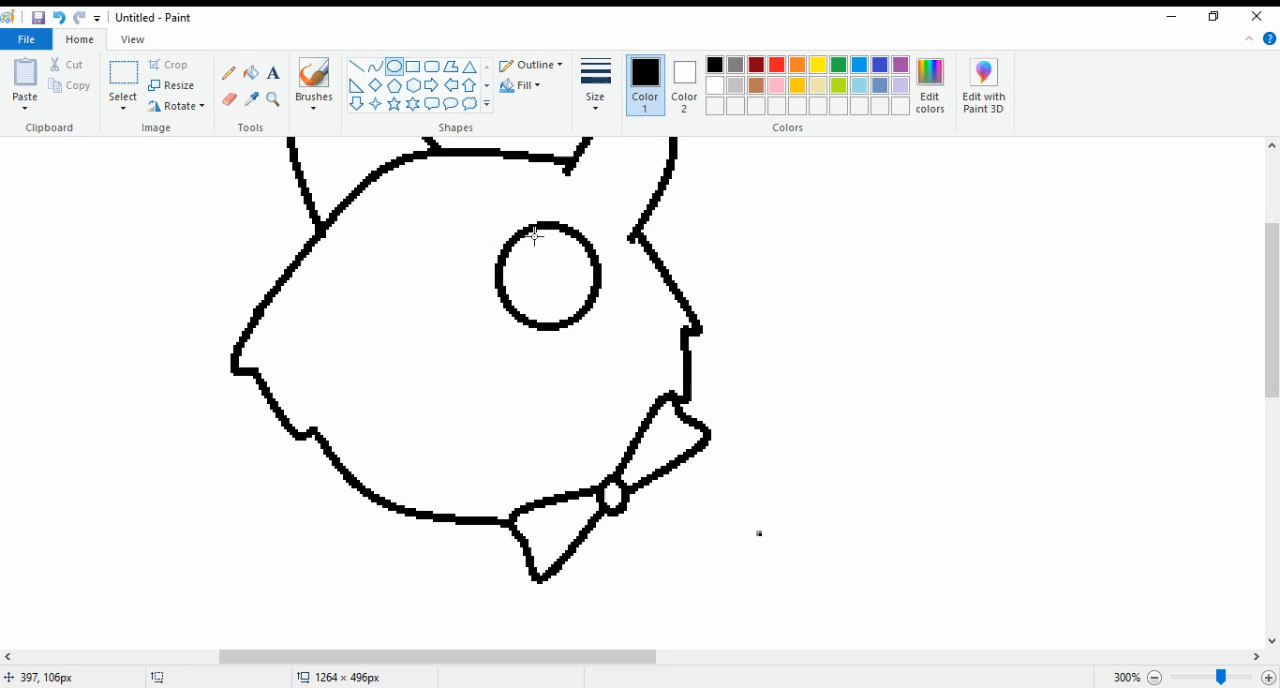 Untitled - Paint
File Home View
Paste
Cut
Copy
Clipboard
Select
Crop
Resize
Rotate
Image
A
Tools
Brushes
Outline
Fill
Shapes
Size
Color 1
Color 2
Edit colors
Colors
Edit with Paint 3D
397, 106px
1264 × 496px
300%